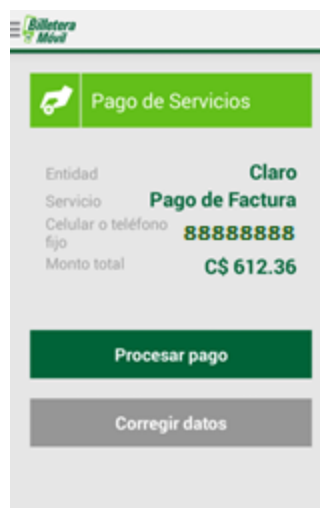 Billetera
Móvil
Pago de Servicios
Entidad Claro
Servicio Pago de Factura
Celular o teléfono
fijo 88888888
Monto total C$ 612.36
Procesar pago
Corregir datos